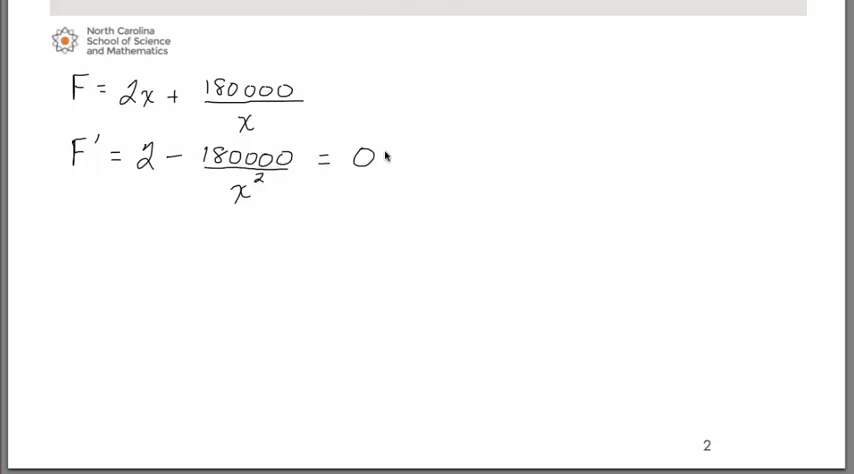 North Carolina
School of Science
and Mathematics
F = 2x + 180000/x
F' = 2 - 180000/x² = 0
2